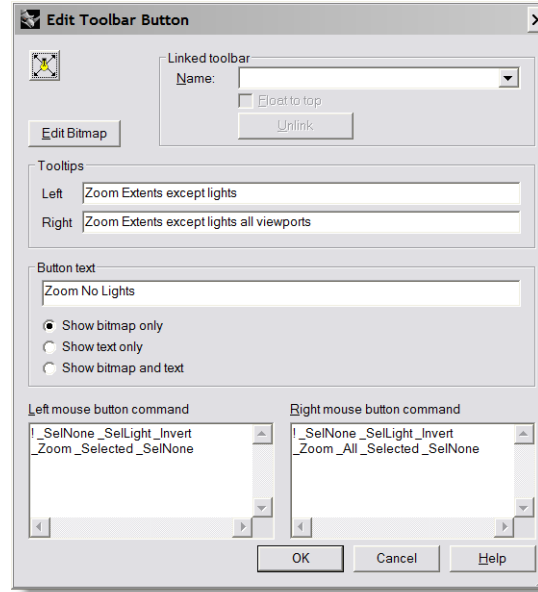 Edit Toolbar Button
Linked toolbar
Name:
Float to top
Unlink
Edit Bitmap
Tooltips
Left Zoom Extents except lights
Right Zoom Extents except lights all viewports
Button text
Zoom No Lights
Show bitmap only
Show text only
Show bitmap and text
Left mouse button command
! _SelNone _SelLight _Invert
_Zoom _Selected _SelNone
Right mouse button command
! _SelNone _SelLight _Invert
_Zoom _All _Selected _SelNone
OK Cancel Help